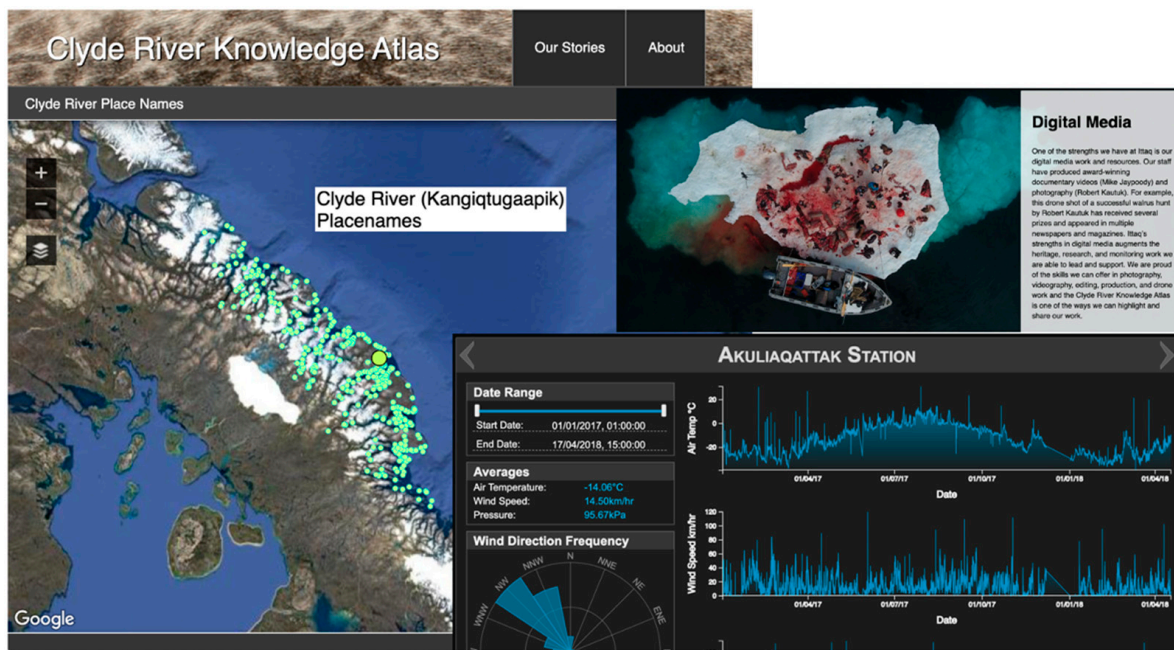 Clyde River Knowledge Atlas
Our Stories
About
Clyde River Place Names
+
−
Clyde River (Kangiqtugaapik)
Placenames
Google
Digital Media
One of the strengths we have at Ittaq is our
digital media work and resources. Our staff
have produced award-winning
documentary videos (Mike Jaypoody) and
photography (Robert Kautuk). For example,
this drone shot of a successful walrus hunt
by Robert Kautuk has received several
prizes and appeared in multiple
newspapers and magazines. Ittaq's
strengths in digital media augments the
heritage, research, and monitoring work we
are able to lead and support. We are proud
of the skills we can offer in photography,
videography, editing, production, and drone
work and the Clyde River Knowledge Atlas
is one of the ways we can highlight and
share our work.
AKULIAQATTAK STATION
Date Range
Start Date: 01/01/2017, 01:00:00
End Date: 17/04/2018, 15:00:00
Averages
Air Temperature: -14.06°C
Wind Speed: 14.50km/hr
Pressure: 95.67kPa
Wind Direction Frequency
N
NNW
NNE
NW
NE
WNW
ENE
Air Temp °C
20
0
-20
01/04/17 01/07/17 01/10/17 01/01/18 01/04/18
Date
Wind Speed km/hr
120
100
80
60
40
20
0
01/04/17 01/07/17 01/10/17 01/01/18 01/04/18
Date